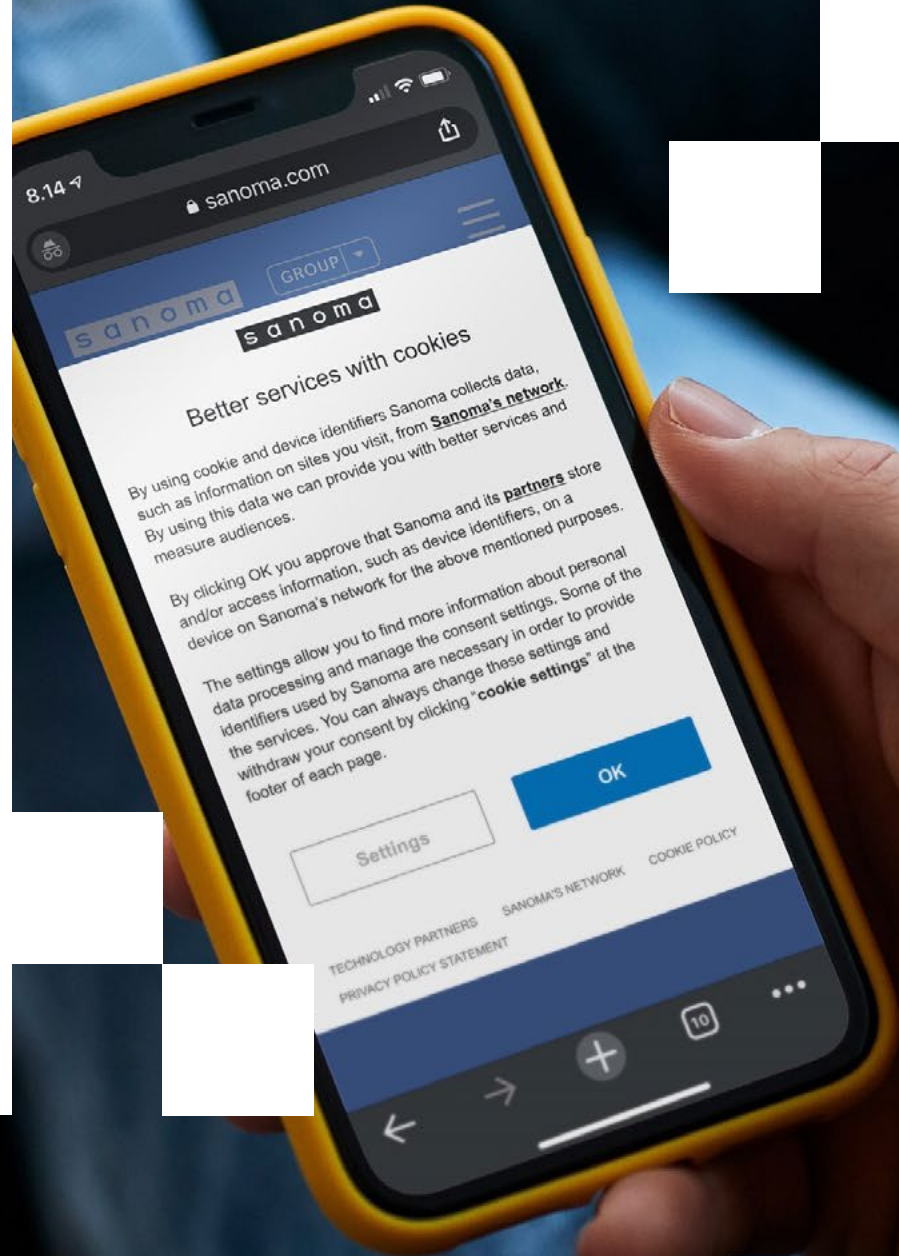 8.14
sanoma.com
sanoma
GROUP
sanoma
Better services with cookies
By using cookie and device identifiers Sanoma collects data,
such as information on sites you visit, from Sanoma's network.
By using this data we can provide you with better services and
measure audiences.
By clicking OK you approve that Sanoma and its partners store
and/or access information, such as device identifiers, on a
device on Sanoma's network for the above mentioned purposes.
The settings allow you to find more information about personal
data processing and manage the consent settings. Some of the
identifiers used by Sanoma are necessary in order to provide
the services. You can always change these settings and
withdraw your consent by clicking "cookie settings" at the
footer of each page.
Settings
OK
TECHNOLOGY PARTNERS SANOMA'S NETWORK COOKIE POLICY
PRIVACY POLICY STATEMENT
10